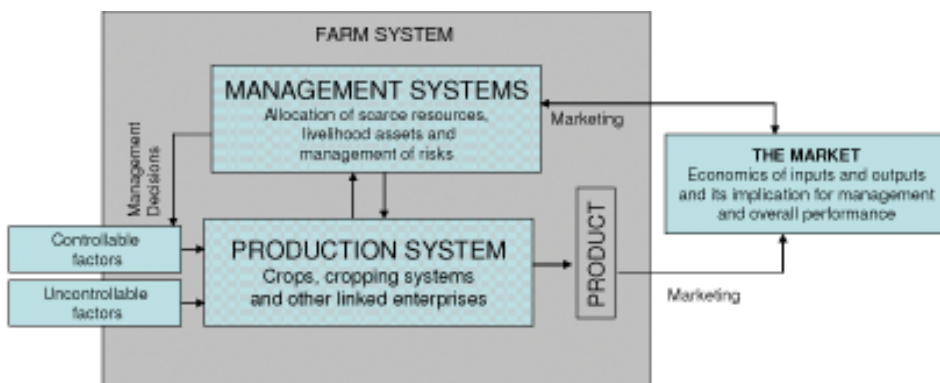 FARM SYSTEM
MANAGEMENT SYSTEMS
Allocation of scarce resources,
livelihood assets and
management of risks
Marketing
THE MARKET
Economics of inputs and outputs
and its implication for management
and overall performance
Management
Decisions
Controllable
factors
Uncontrollable
factors
PRODUCTION SYSTEM
Crops, cropping systems
and other linked enterprises
PRODUCT
Marketing